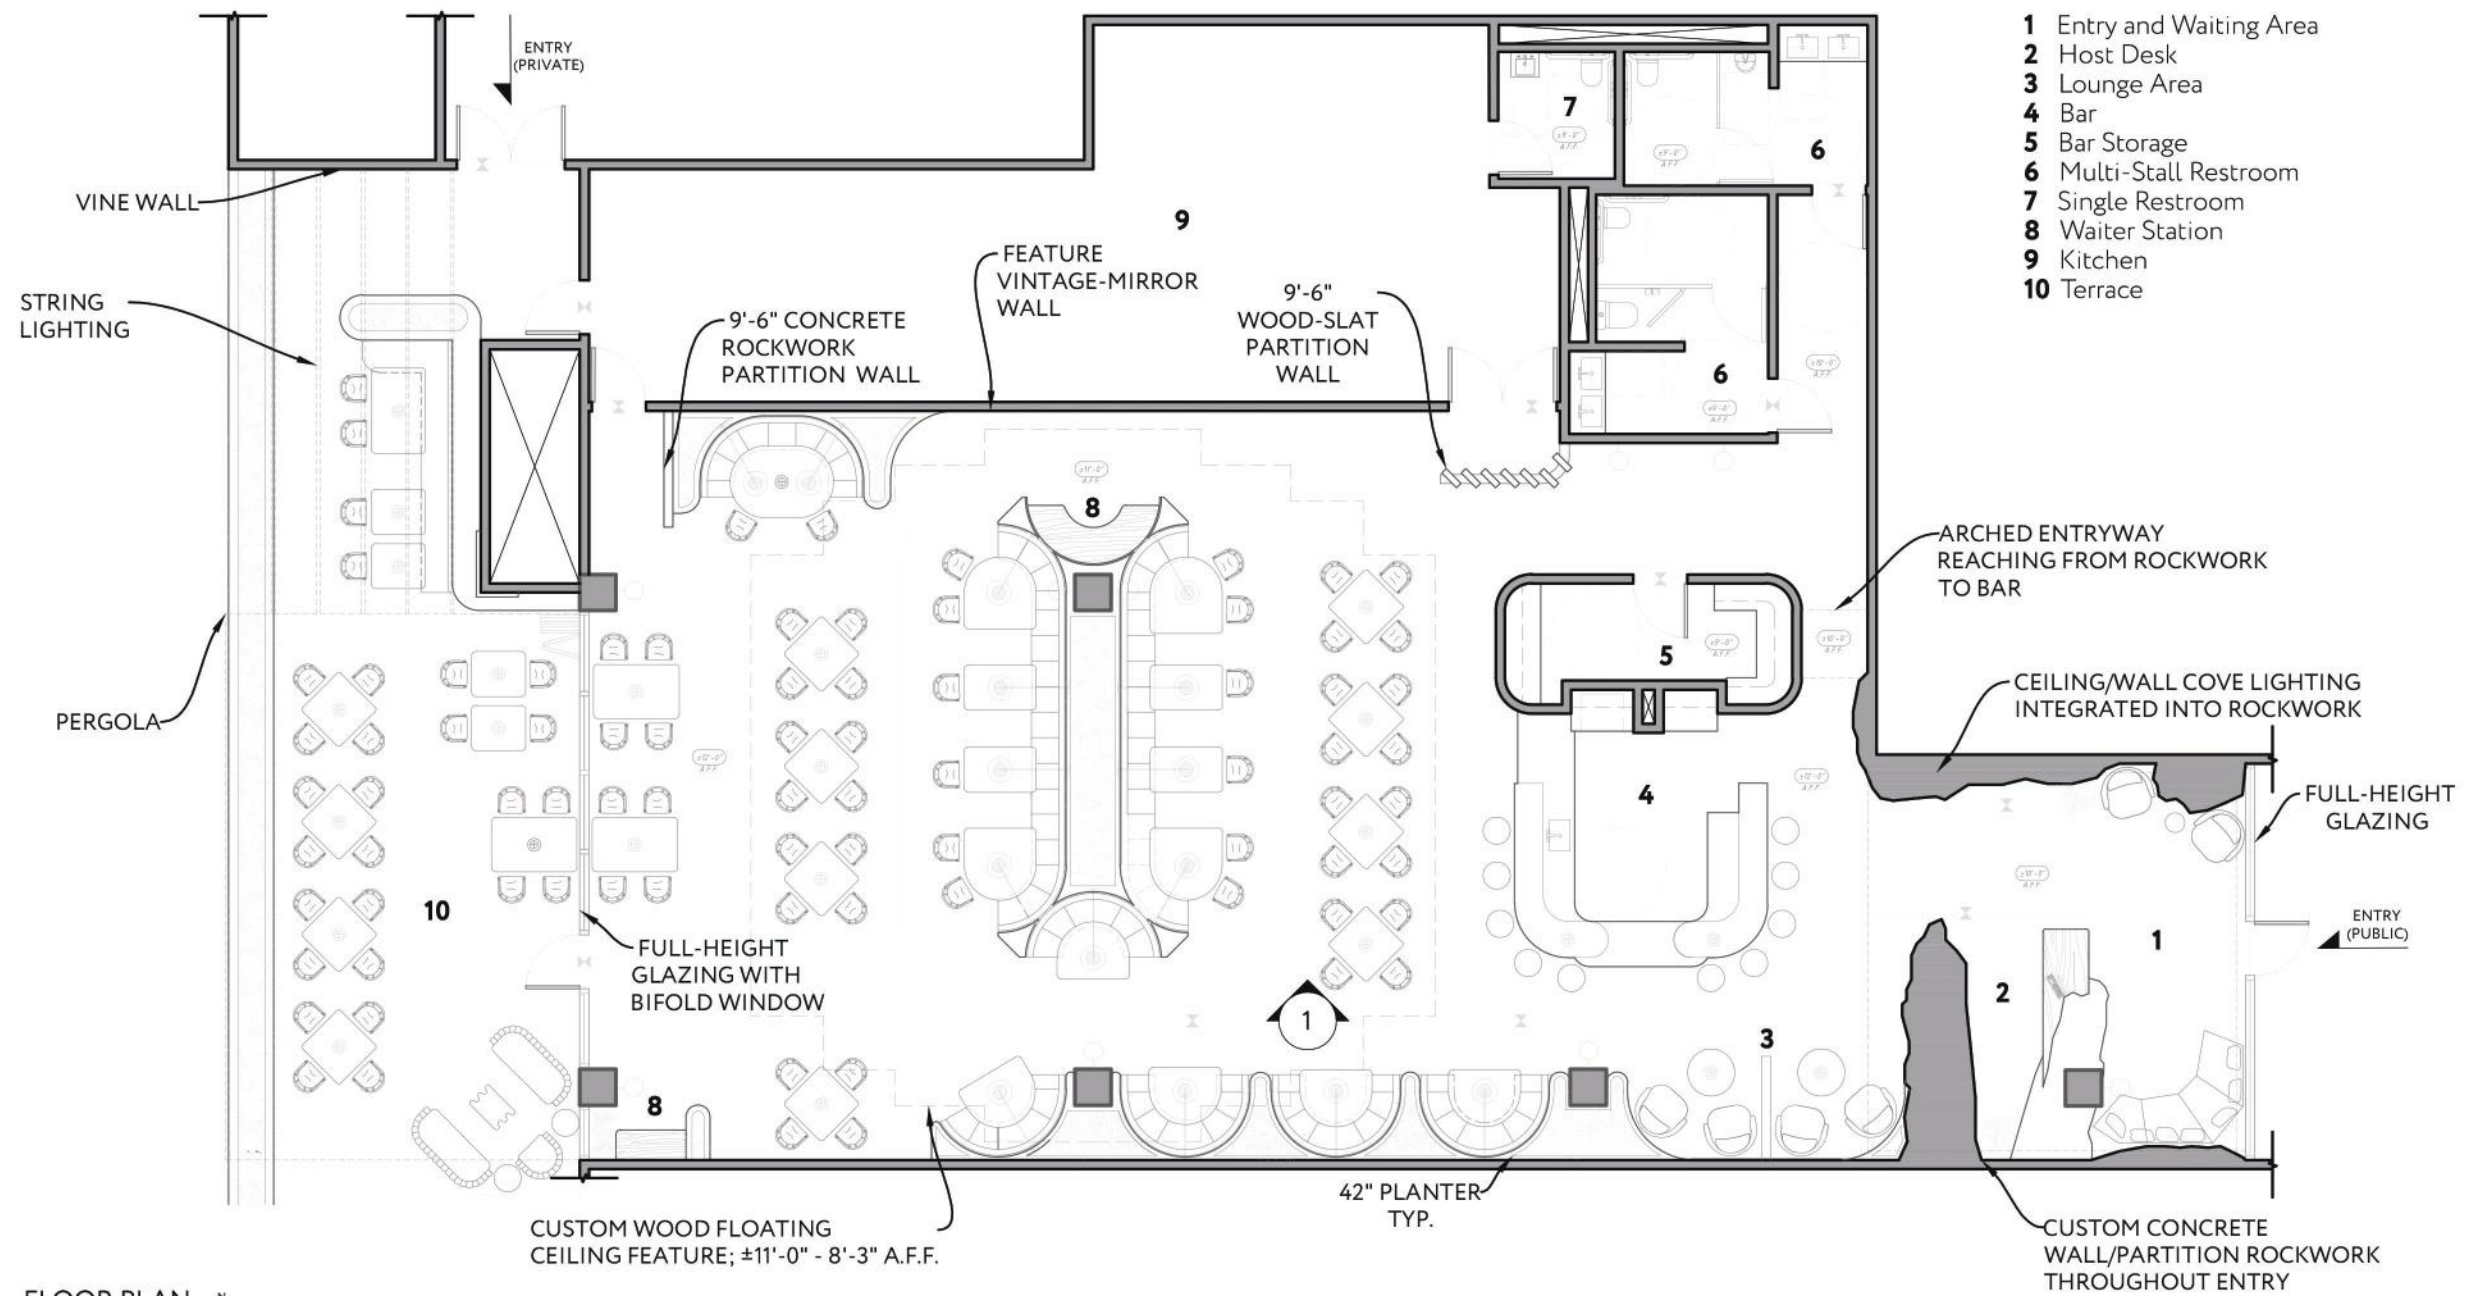 ENTRY
(PRIVATE)
1 Entry and Waiting Area
2 Host Desk
3 Lounge Area
4 Bar
5 Bar Storage
6 Multi-Stall Restroom
7 Single Restroom
8 Waiter Station
9 Kitchen
10 Terrace
7
6
VINE WALL
9
FEATURE
VINTAGE-MIRROR
WALL
STRING
LIGHTING
9'-6" CONCRETE
ROCKWORK
PARTITION WALL
9'-6"
WOOD-SLAT
PARTITION
WALL
6
8
ARCHED ENTRYWAY
REACHING FROM ROCKWORK
TO BAR
5
PERGOLA
CEILING/WALL COVE LIGHTING
INTEGRATED INTO ROCKWORK
4
FULL-HEIGHT
GLAZING
10
FULL-HEIGHT
GLAZING WITH
BIFOLD WINDOW
ENTRY
(PUBLIC)
1
2
1
3
8
42" PLANTER
TYP.
CUSTOM WOOD FLOATING
CEILING FEATURE; ±11'-0" - 8'-3" A.F.F.
CUSTOM CONCRETE
WALL/PARTITION ROCKWORK
THROUGHOUT ENTRY
FLOOR PLAN